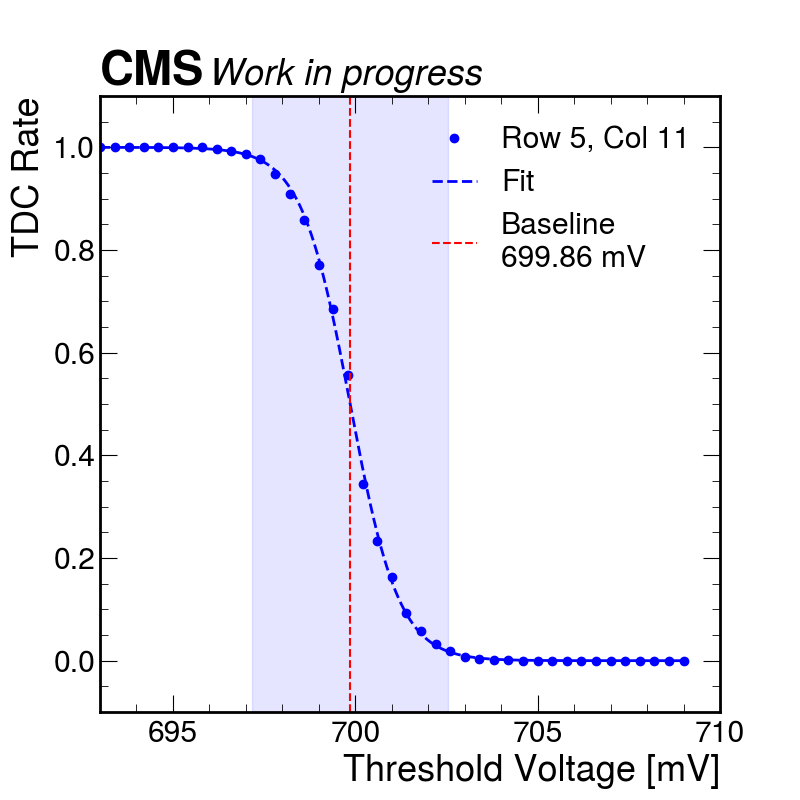 CMS Work in progress
TDC Rate
1.0
0.8
0.6
0.4
0.2
0.0
Row 5, Col 11
Fit
Baseline
699.86 mV
695 700 705 710
Threshold Voltage [mV]